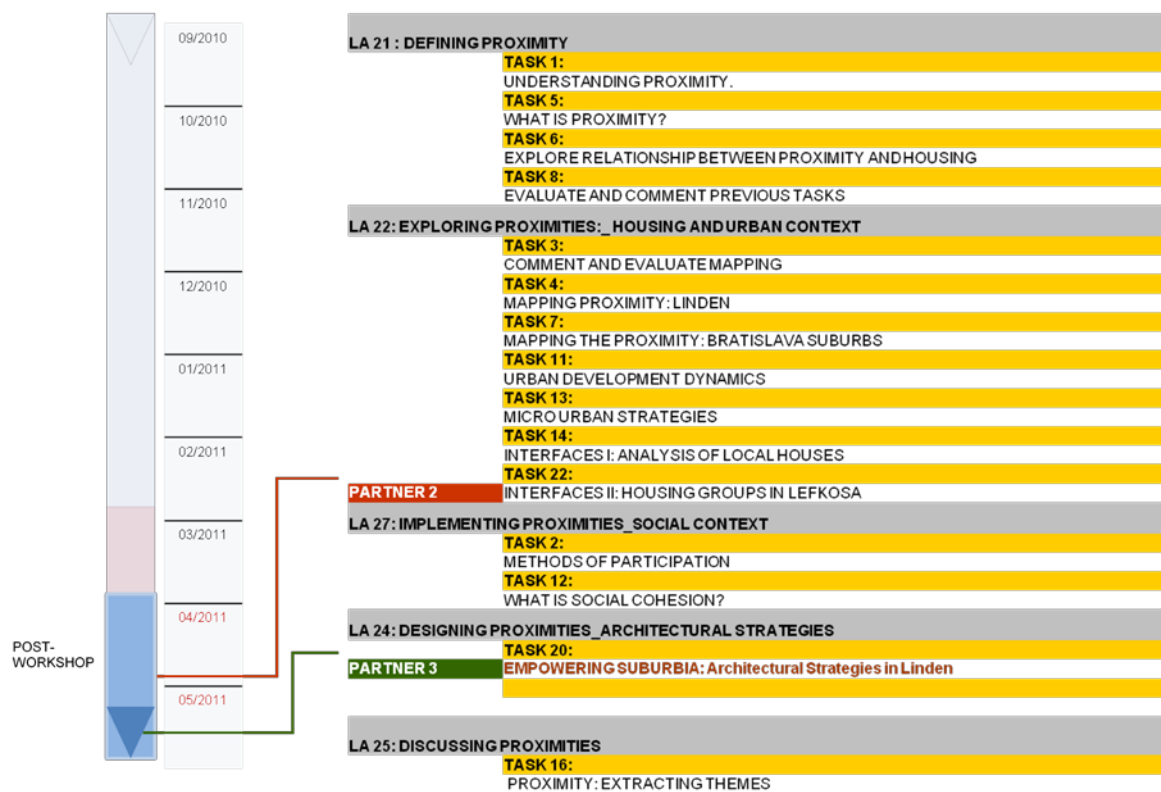 09/2010
10/2010
11/2010
12/2010
01/2011
02/2011
03/2011
04/2011
05/2011
POST-
WORKSHOP
LA 21 : DEFINING PROXIMITY
TASK 1:
UNDERSTANDING PROXIMITY.
TASK 5:
WHAT IS PROXIMITY?
TASK 6:
EXPLORE RELATIONSHIP BETWEEN PROXIMITY AND HOUSING
TASK 8:
EVALUATE AND COMMENT PREVIOUS TASKS
LA 22: EXPLORING PROXIMITIES:_HOUSING AND URBAN CONTEXT
TASK 3:
COMMENT AND EVALUATE MAPPING
TASK 4:
MAPPING PROXIMITY: LINDEN
TASK 7:
MAPPING THE PROXIMITY: BRATISLAVA SUBURBS
TASK 11:
URBAN DEVELOPMENT DYNAMICS
TASK 13:
MICRO URBAN STRATEGIES
TASK 14:
INTERFACES I: ANALYSIS OF LOCAL HOUSES
TASK 22:
PARTNER 2 INTERFACES II: HOUSING GROUPS IN LEFKOSA
LA 27: IMPLEMENTING PROXIMITIES_SOCIAL CONTEXT
TASK 2:
METHODS OF PARTICIPATION
TASK 12:
WHAT IS SOCIAL COHESION?
LA 24: DESIGNING PROXIMITIES_ARCHITECTURAL STRATEGIES
TASK 20:
PARTNER 3 EMPOWERING SUBURBIA: Architectural Strategies in Linden
LA 25: DISCUSSING PROXIMITIES
TASK 16:
PROXIMITY: EXTRACTING THEMES